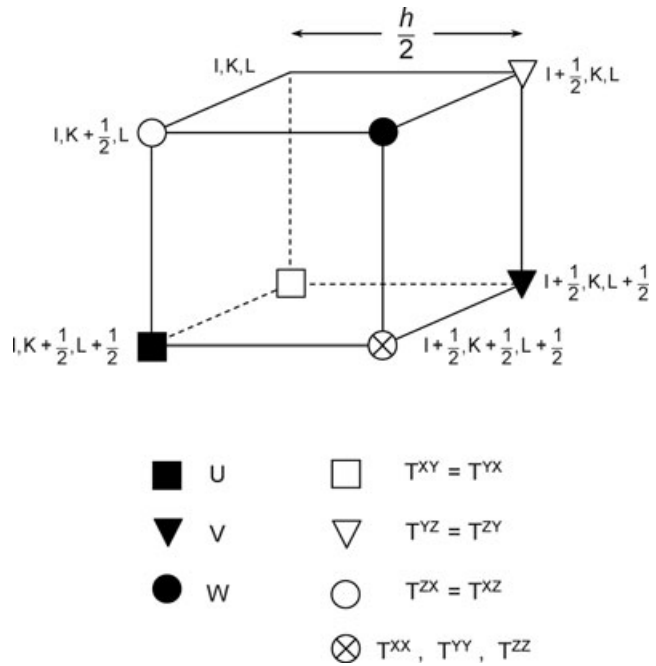 h/2
I,K,L
I+1/2,K,L
I,K+1/2,L
I+1/2,K,L+1/2
I,K+1/2,L+1/2
I+1/2,K+1/2,L+1/2
U
T^XY = T^YX
V
T^YZ = T^ZY
W
T^ZX = T^XZ
T^XX , T^YY , T^ZZ